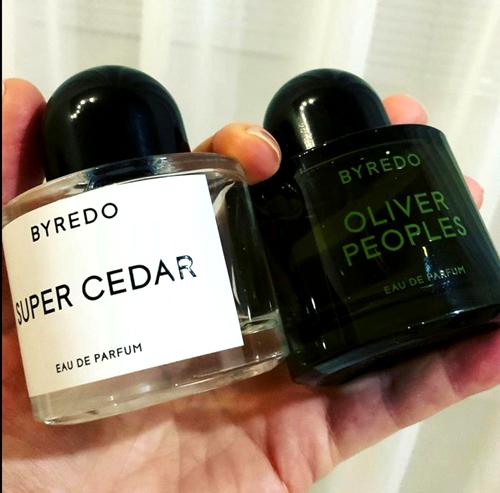 BYREDO
SUPER CEDAR
EAU DE PARFUM
BYREDO
OLIVER
PEOPLES
EAU DE PARFUM